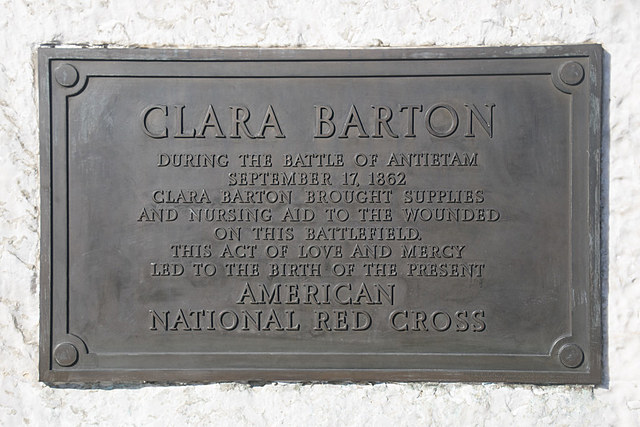 CLARA BARTON
DURING THE BATTLE OF ANTIETAM
SEPTEMBER 17, 1862
CLARA BARTON BROUGHT SUPPLIES
AND NURSING AID TO THE WOUNDED
ON THIS BATTLEFIELD.
THIS ACT OF LOVE AND MERCY
LED TO THE BIRTH OF THE PRESENT
AMERICAN
NATIONAL RED CROSS